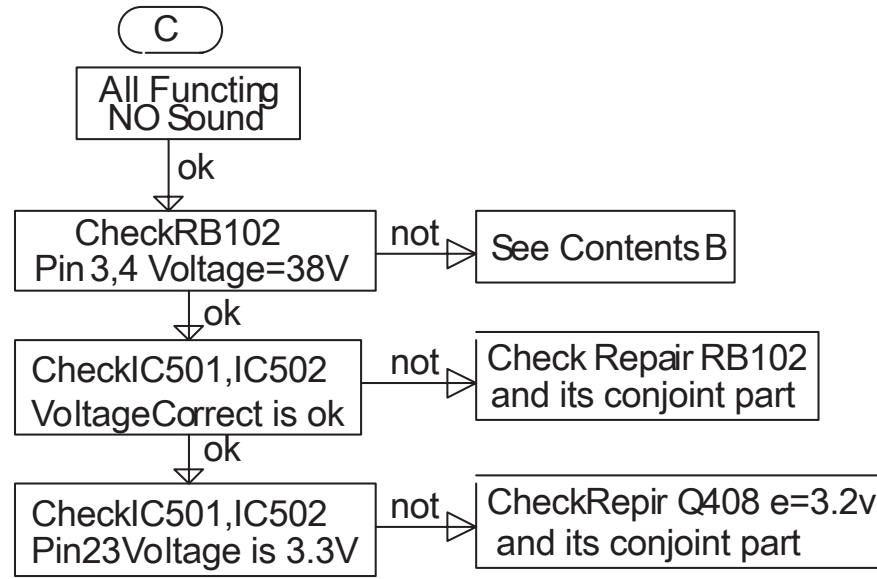 C
All Functing
NO Sound
ok
CheckRB102
Pin 3,4 Voltage=38V
not
See Contents B
ok
CheckIC501,IC502
VoltageCorrect is ok
not
Check Repair RB102
and its conjoint part
ok
CheckIC501,IC502
Pin23Voltage is 3.3V
not
CheckRepir Q408 e=3.2v
and its conjoint part